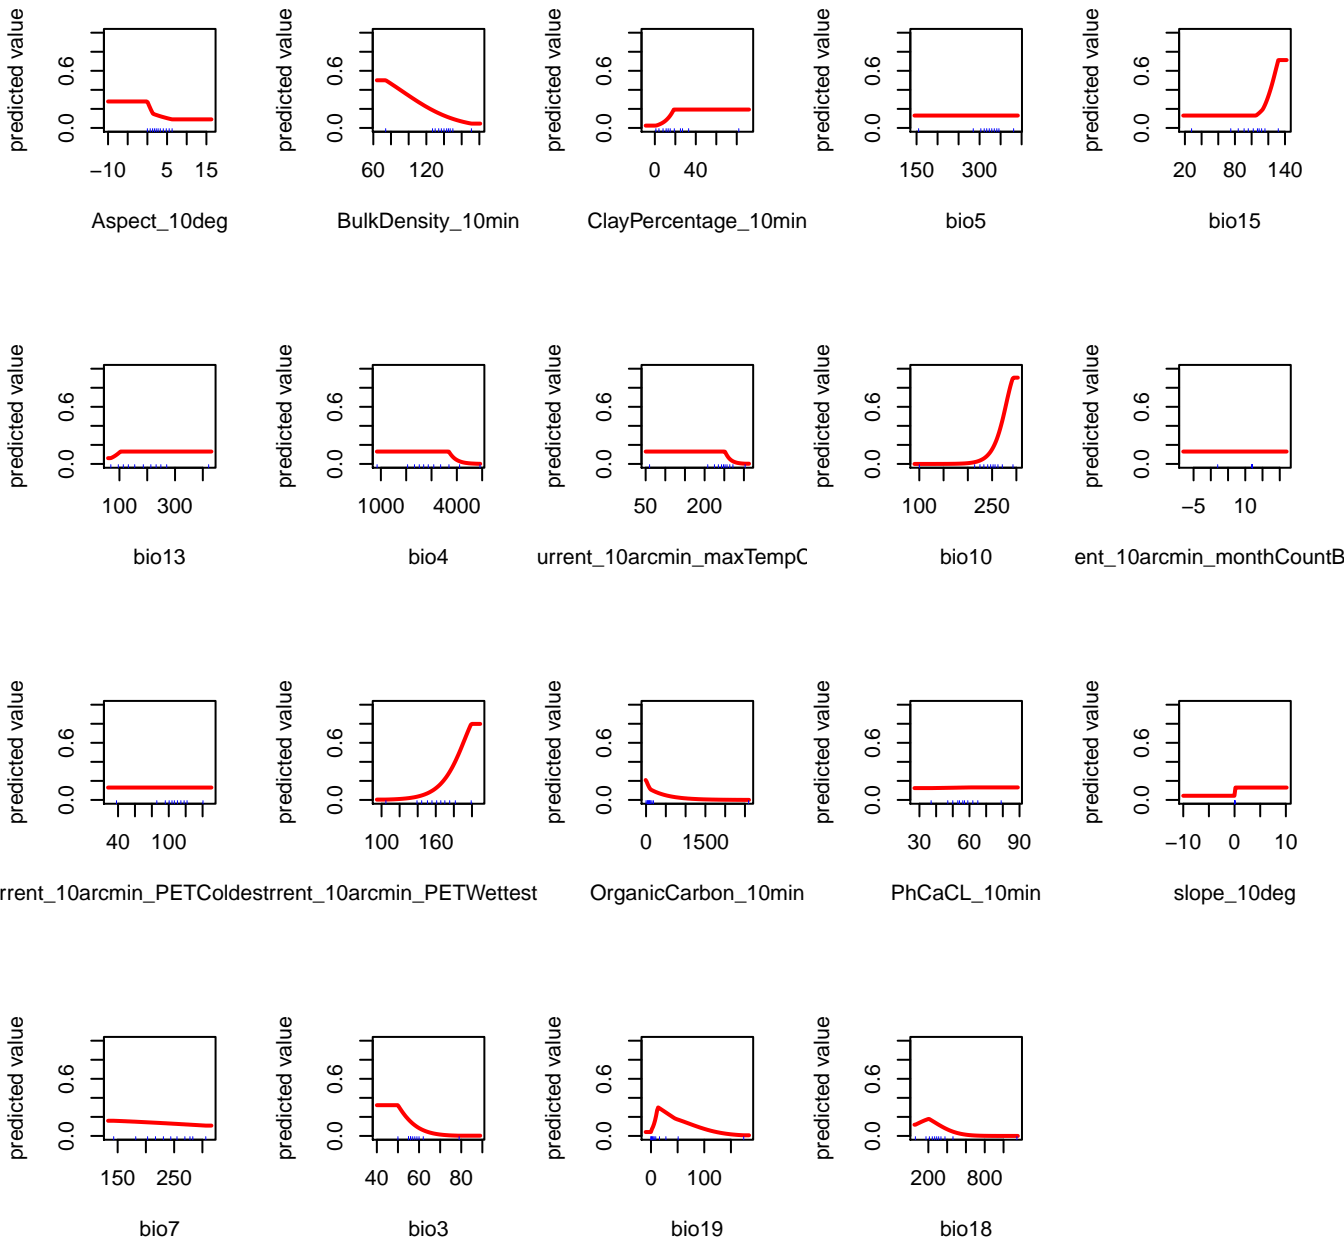 predicted value
0.6
0.0
−10 5 15
Aspect_10deg
predicted value
0.6
0.0
60 120
BulkDensity_10min
predicted value
0.6
0.0
0 40
ClayPercentage_10min
predicted value
0.6
0.0
150 300
bio5
predicted value
0.6
0.0
20 80 140
bio15
predicted value
0.6
0.0
100 300
bio13
predicted value
0.6
0.0
1000 4000
bio4
predicted value
0.6
0.0
50 200
urrent_10arcmin_maxTempC
predicted value
0.6
0.0
100 250
bio10
predicted value
0.6
0.0
−5 10
ent_10arcmin_monthCountB
predicted value
0.6
0.0
40 100
rrent_10arcmin_PETColdest
predicted value
0.6
0.0
100 160
rrent_10arcmin_PETWettest
predicted value
0.6
0.0
0 1500
OrganicCarbon_10min
predicted value
0.6
0.0
30 60 90
PhCaCL_10min
predicted value
0.6
0.0
−10 0 10
slope_10deg
predicted value
0.6
0.0
150 250
bio7
predicted value
0.6
0.0
40 60 80
bio3
predicted value
0.6
0.0
0 100
bio19
predicted value
0.6
0.0
200 800
bio18